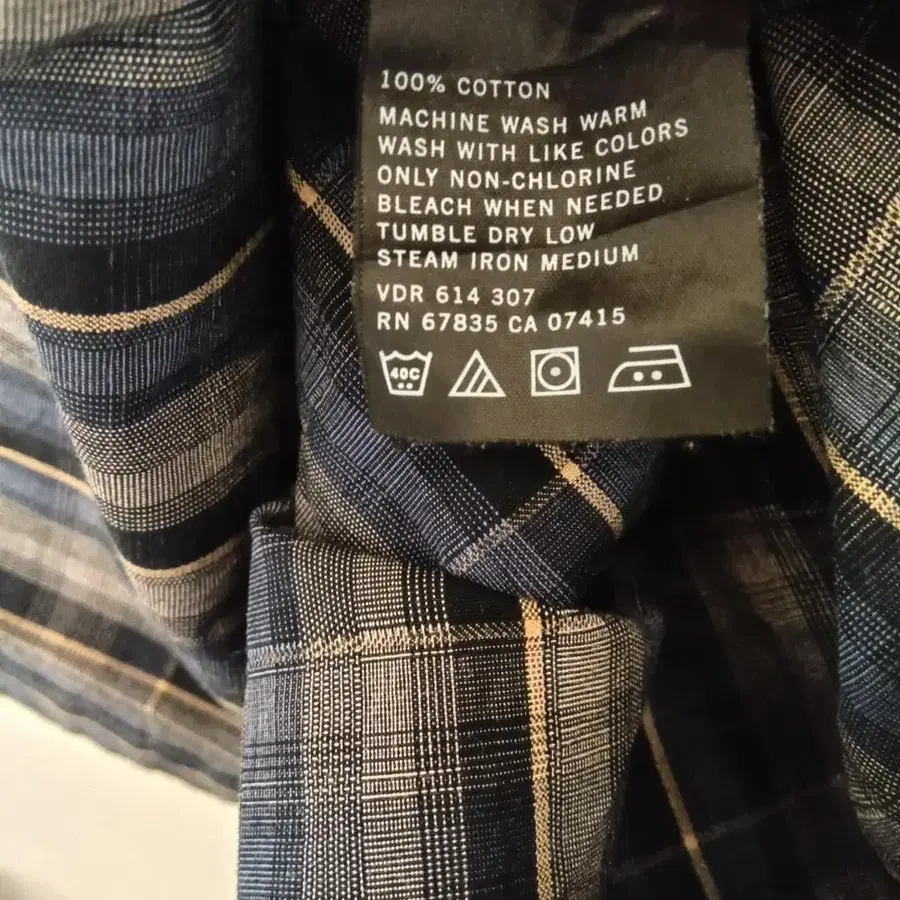 100% COTTON
MACHINE WASH WARM
WASH WITH LIKE COLORS
ONLY NON-CHLORINE
BLEACH WHEN NEEDED
TUMBLE DRY LOW
STEAM IRON MEDIUM
VDR 614 307
RN 67835 CA 07415
40C